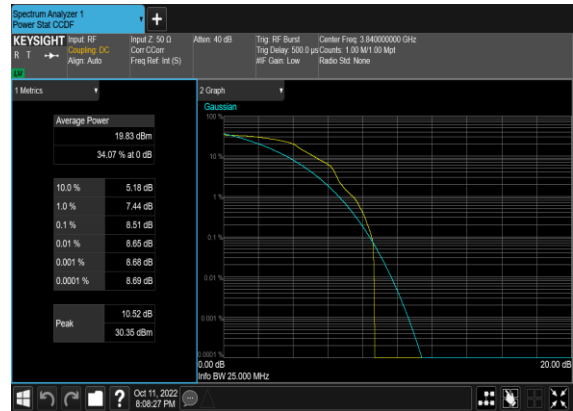 Spectrum Analyzer 1
Power Stat CCDF
KEYSIGHT Input: RF Input Z: 50 Ω Atten: 40 dB Trig: RF Burst Center Freq: 3.840000000 GHz
R T Coupling: DC Corr CCorr Trig Delay: 500.0 µs Counts: 1.00 M/1.00 Mpt
Align: Auto Freq Ref: Int (S) #IF Gain: Low Radio Std: None
1 Metrics
2 Graph
Average Power
19.83 dBm
34.07 % at 0 dB
10.0 % 5.18 dB
1.0 % 7.44 dB
0.1 % 8.51 dB
0.01 % 8.65 dB
0.001 % 8.68 dB
0.0001 % 8.69 dB
Peak
10.52 dB
30.35 dBm
Gaussian
100 %
10 %
1 %
0.1 %
0.01 %
0.001 %
0.0001 %
0.00 dB 20.00 dB
Info BW 25.000 MHz
? Oct 11, 2022
8:08:27 PM